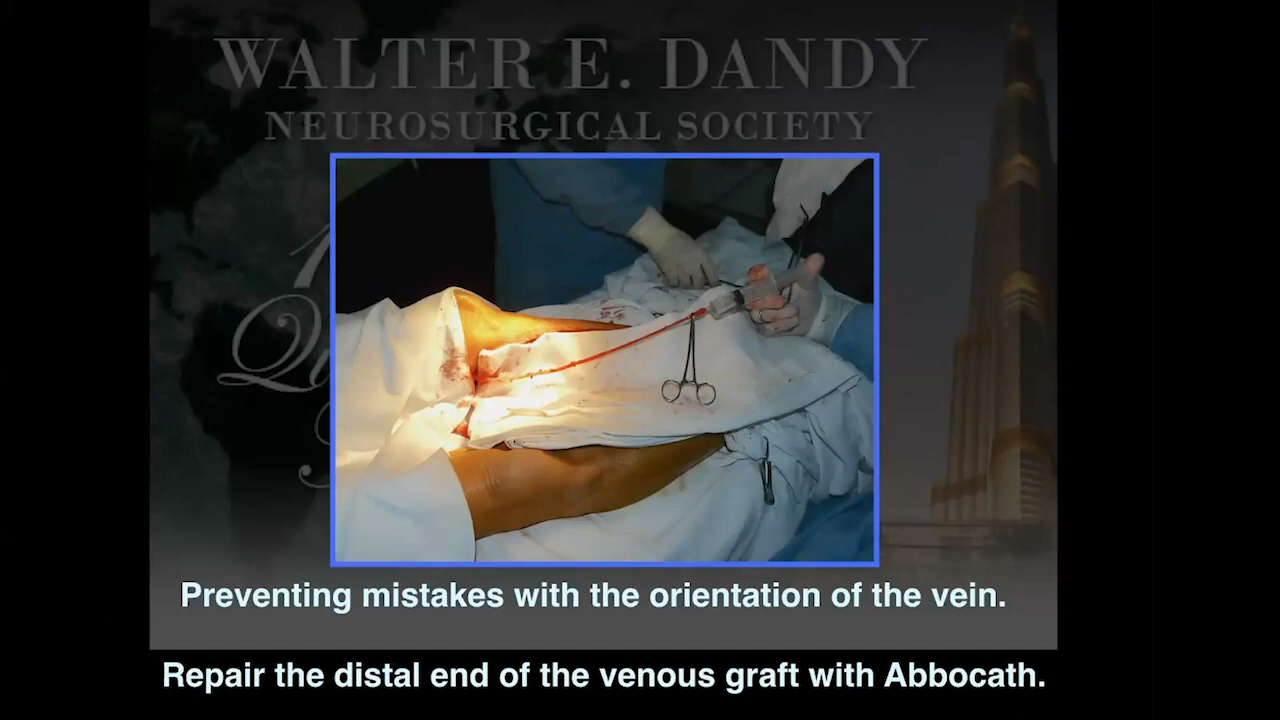 WALTER E. DANDY
NEUROSURGICAL SOCIETY
Preventing mistakes with the orientation of the vein.
Repair the distal end of the venous graft with Abbocath.